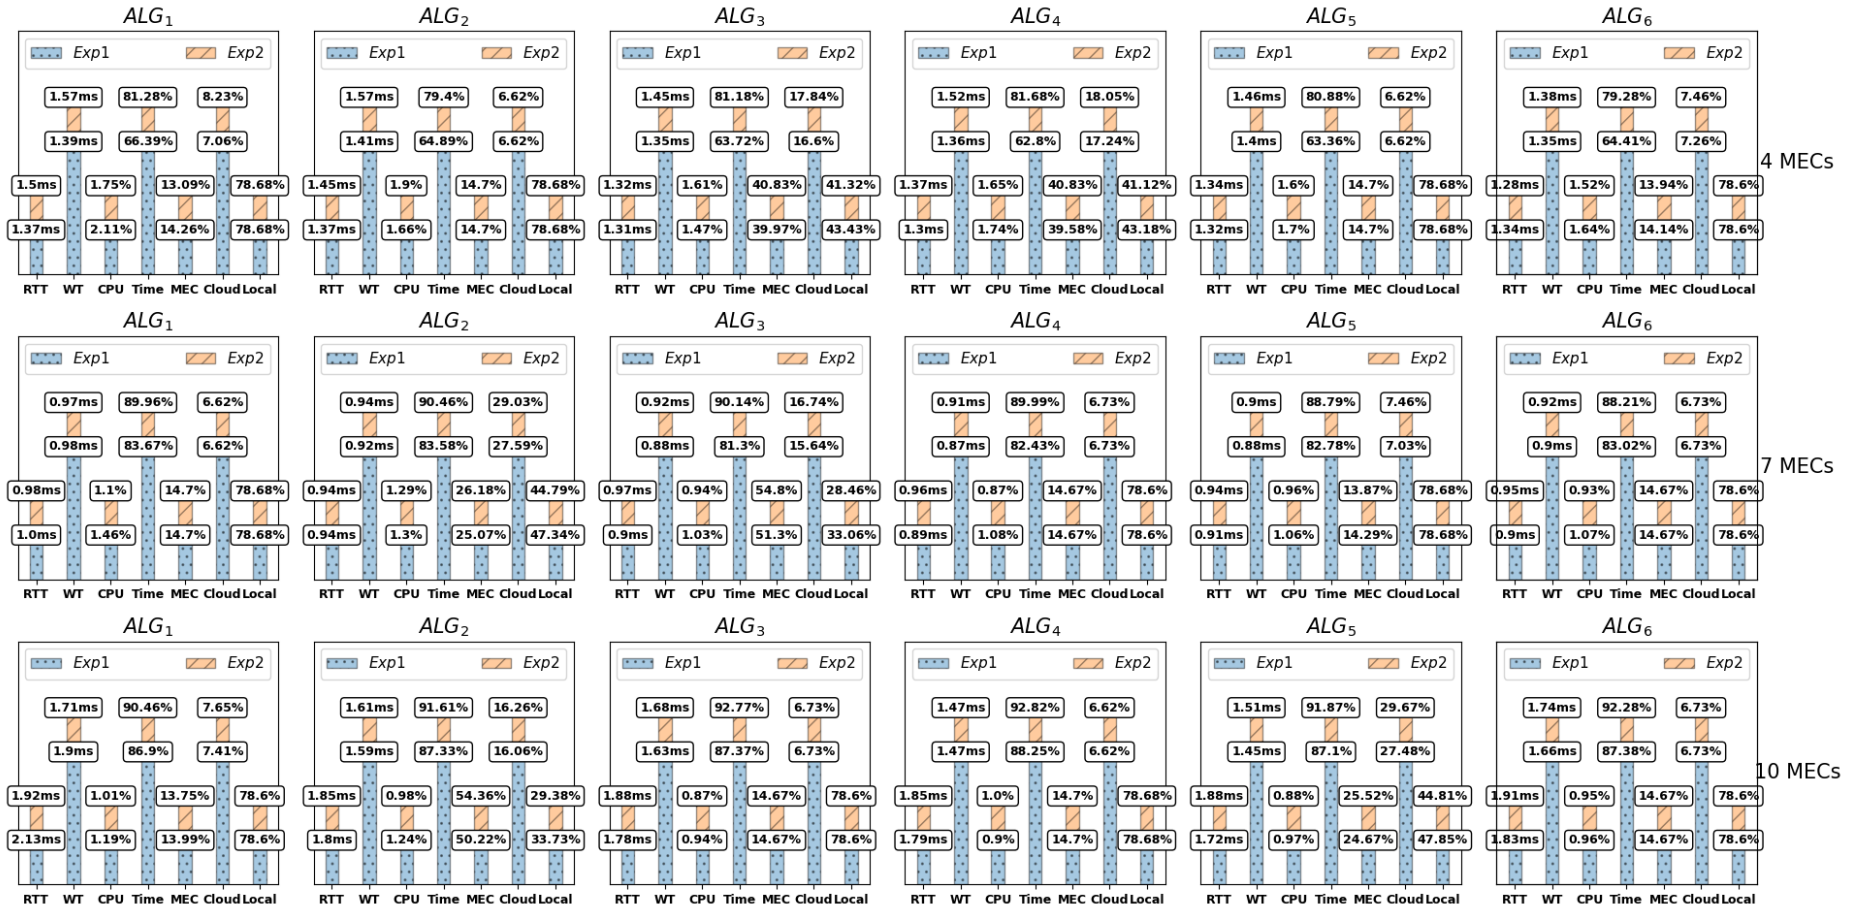 ALG₁ ALG₂ ALG₃ ALG₄ ALG₅ ALG₆
Exp1 Exp2 Exp1 Exp2 Exp1 Exp2 Exp1 Exp2 Exp1 Exp2 Exp1 Exp2
1.57ms 81.28% 8.23% 1.57ms 79.4% 6.62% 1.45ms 81.18% 17.84% 1.52ms 81.68% 18.05% 1.46ms 80.88% 6.62% 1.38ms 79.28% 7.46%
1.39ms 66.39% 7.06% 1.41ms 64.89% 6.62% 1.35ms 63.72% 16.6% 1.36ms 62.8% 17.24% 1.4ms 63.36% 6.62% 1.35ms 64.41% 7.26%
4 MECs
1.5ms 1.75% 13.09% 78.68% 1.45ms 1.9% 14.7% 78.68% 1.32ms 1.61% 40.83% 41.32% 1.37ms 1.65% 40.83% 41.12% 1.34ms 1.6% 14.7% 78.68% 1.28ms 1.52% 13.94% 78.6%
1.37ms 2.11% 14.26% 78.68% 1.37ms 1.66% 14.7% 78.68% 1.31ms 1.47% 39.97% 43.43% 1.3ms 1.74% 39.58% 43.18% 1.32ms 1.7% 14.7% 78.68% 1.34ms 1.64% 14.14% 78.6%
RTT WT CPU Time MEC Cloud Local RTT WT CPU Time MEC Cloud Local RTT WT CPU Time MEC Cloud Local RTT WT CPU Time MEC Cloud Local RTT WT CPU Time MEC Cloud Local RTT WT CPU Time MEC Cloud Local
ALG₁ ALG₂ ALG₃ ALG₄ ALG₅ ALG₆
Exp1 Exp2 Exp1 Exp2 Exp1 Exp2 Exp1 Exp2 Exp1 Exp2 Exp1 Exp2
0.97ms 89.96% 6.62% 0.94ms 90.46% 29.03% 0.92ms 90.14% 16.74% 0.91ms 89.99% 6.73% 0.9ms 88.79% 7.46% 0.92ms 88.21% 6.73%
0.98ms 83.67% 6.62% 0.92ms 83.58% 27.59% 0.88ms 81.3% 15.64% 0.87ms 82.43% 6.73% 0.88ms 82.78% 7.03% 0.9ms 83.02% 6.73%
7 MECs
0.98ms 1.1% 14.7% 78.68% 0.94ms 1.29% 26.18% 44.79% 0.97ms 0.94% 54.8% 28.46% 0.96ms 0.87% 14.67% 78.6% 0.94ms 0.96% 13.87% 78.68% 0.95ms 0.93% 14.67% 78.6%
1.0ms 1.46% 14.7% 78.68% 0.94ms 1.3% 25.07% 47.34% 0.9ms 1.03% 51.3% 33.06% 0.89ms 1.08% 14.67% 78.6% 0.91ms 1.06% 14.29% 78.68% 0.9ms 1.07% 14.67% 78.6%
RTT WT CPU Time MEC Cloud Local RTT WT CPU Time MEC Cloud Local RTT WT CPU Time MEC Cloud Local RTT WT CPU Time MEC Cloud Local RTT WT CPU Time MEC Cloud Local RTT WT CPU Time MEC Cloud Local
ALG₁ ALG₂ ALG₃ ALG₄ ALG₅ ALG₆
Exp1 Exp2 Exp1 Exp2 Exp1 Exp2 Exp1 Exp2 Exp1 Exp2 Exp1 Exp2
1.71ms 90.46% 7.65% 1.61ms 91.61% 16.26% 1.68ms 92.77% 6.73% 1.47ms 92.82% 6.62% 1.51ms 91.87% 29.67% 1.74ms 92.28% 6.73%
1.9ms 86.9% 7.41% 1.59ms 87.33% 16.06% 1.63ms 87.37% 6.73% 1.47ms 88.25% 6.62% 1.45ms 87.1% 27.48% 1.66ms 87.38% 6.73%
10 MECs
1.92ms 1.01% 13.75% 78.6% 1.85ms 0.98% 54.36% 29.38% 1.88ms 0.87% 14.67% 78.6% 1.85ms 1.0% 14.7% 78.68% 1.88ms 0.88% 25.52% 44.81% 1.91ms 0.95% 14.67% 78.6%
2.13ms 1.19% 13.99% 78.6% 1.8ms 1.24% 50.22% 33.73% 1.78ms 0.94% 14.67% 78.6% 1.79ms 0.9% 14.7% 78.68% 1.72ms 0.97% 24.67% 47.85% 1.83ms 0.96% 14.67% 78.6%
RTT WT CPU Time MEC Cloud Local RTT WT CPU Time MEC Cloud Local RTT WT CPU Time MEC Cloud Local RTT WT CPU Time MEC Cloud Local RTT WT CPU Time MEC Cloud Local RTT WT CPU Time MEC Cloud Local